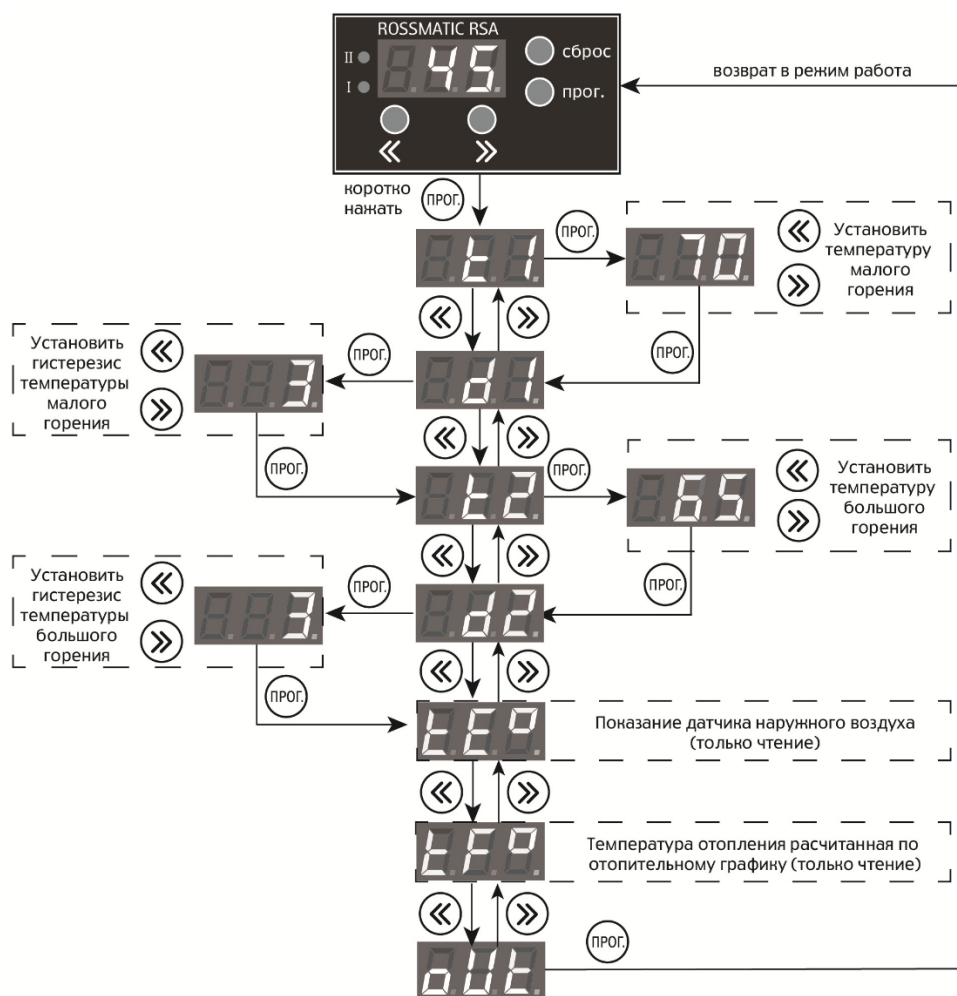 ROSSMATIC RSA
II
I
45
сброс
прог.
возврат в режим работа
коротко
нажать
ПРОГ.
t1
ПРОГ.
70
Установить
температуру
малого
горения
Установить
гистерезис
температуры
малого
горения
3
ПРОГ.
d1
ПРОГ.
ПРОГ.
t2
ПРОГ.
65
Установить
температуру
большого
горения
Установить
гистерезис
температуры
большого
горения
3
ПРОГ.
d2
ПРОГ.
ПРОГ.
tE°
Показание датчика наружного воздуха
(только чтение)
tr°
Температура отопления расчитанная по
отопительному графику (только чтение)
oUt
ПРОГ.